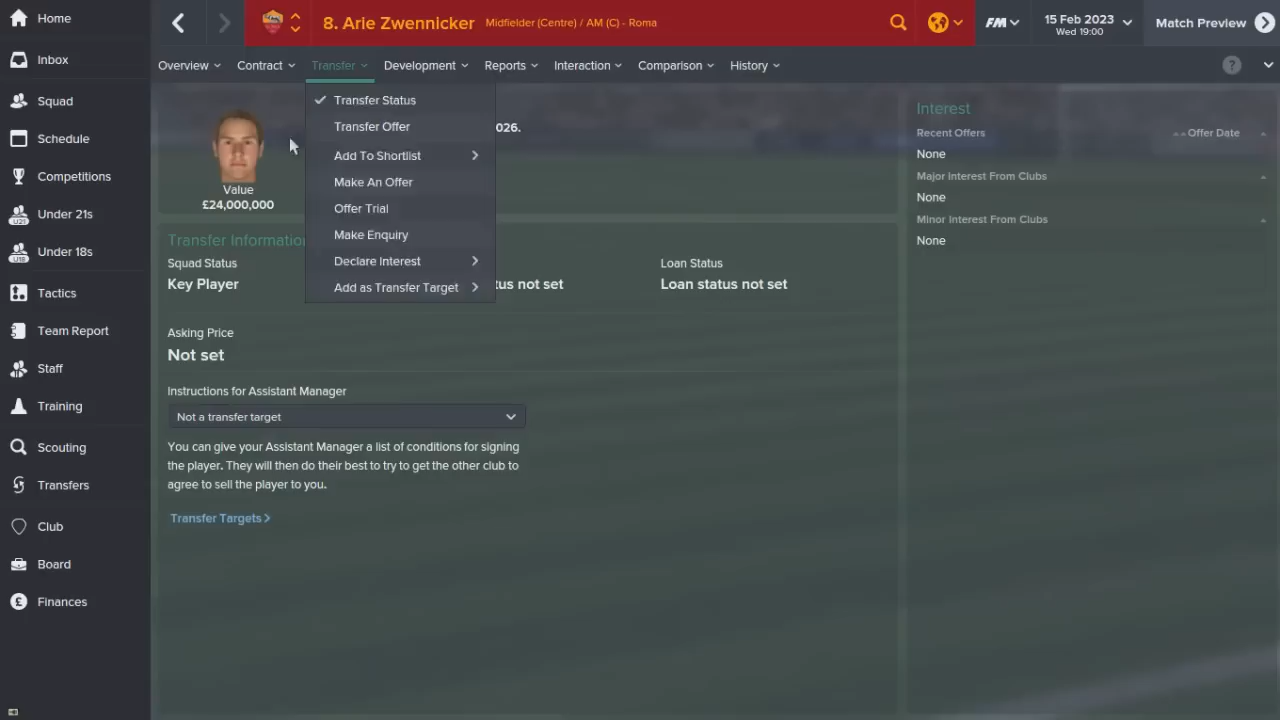 Home
Inbox
Squad
Schedule
Competitions
Under 21s
Under 18s
Tactics
Team Report
Staff
Training
Scouting
Transfers
Club
Board
Finances
8. Arle Zwennicker Midfielder (Centre) / AM (C) - Roma
FM
15 Feb 2023
Wed 19:00
Match Preview
Overview Contract Transfer Development Reports Interaction Comparison History
?
Transfer Status
Transfer Offer
Add To Shortlist
Make An Offer
Offer Trial
Make Enquiry
Declare Interest
Add as Transfer Target
026.
Value
£24,000,000
Transfer Information
Squad Status
Key Player
us not set
Loan Status
Loan status not set
Asking Price
Not set
Instructions for Assistant Manager
Not a transfer target
You can give your Assistant Manager a list of conditions for signing
the player. They will then do their best to try to get the other club to
agree to sell the player to you.
Transfer Targets
Interest
Recent Offers Offer Date
None
Major Interest From Clubs
None
Minor Interest From Clubs
None